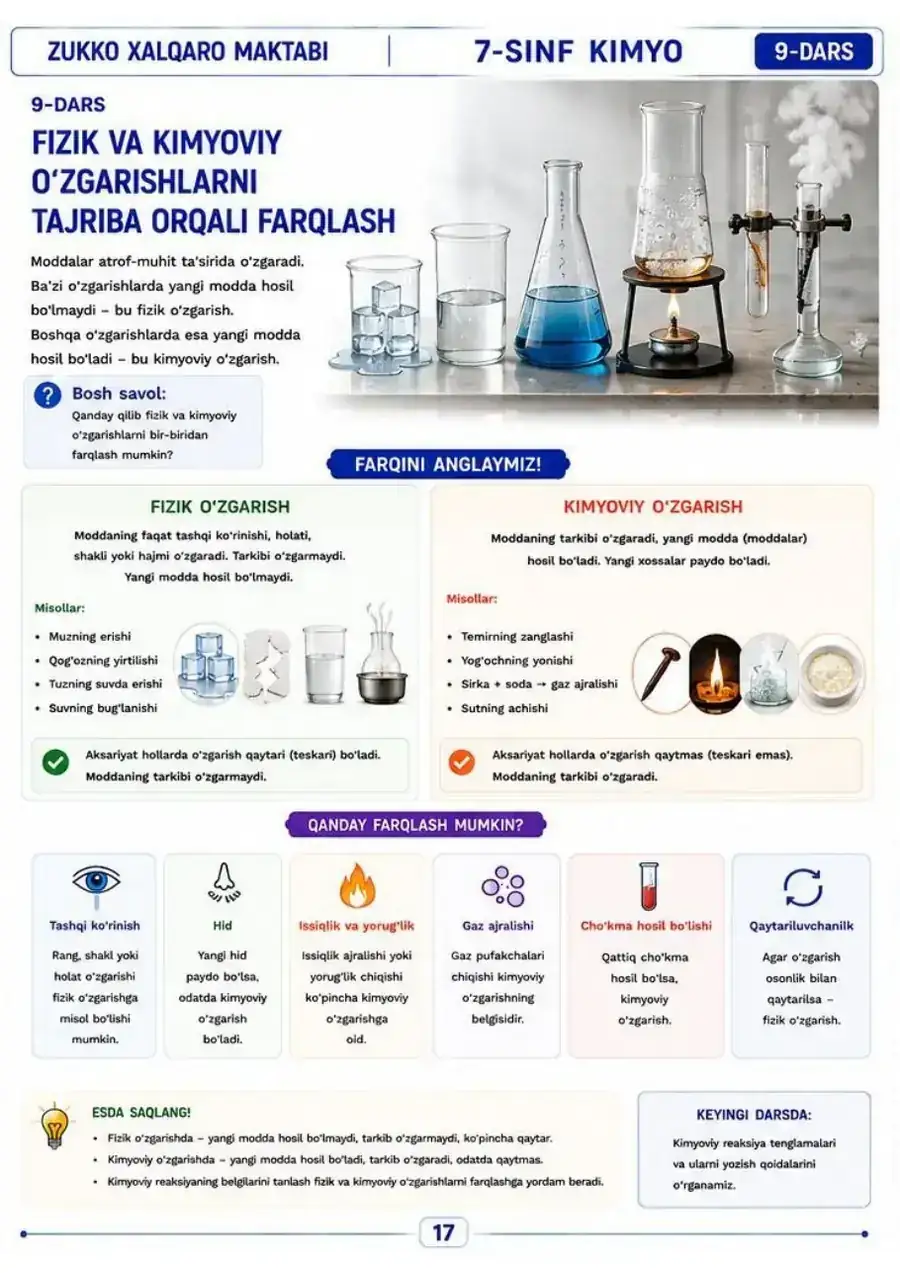 ZUKKO XALQARO MAKTABI
7-SINF KIMYO
9-DARS
9-DARS
FIZIK VA KIMYOVIY
O‘ZGARISHLARNI
TAJRIBA ORQALI FARQLASH
Moddalar atrof-muhit ta'sirida o‘zgaradi.
Ba'zi o‘zgarishlarda yangi modda hosil
bo‘lmaydi – bu fizik o‘zgarish.
Boshqa o‘zgarishlarda esa yangi modda
hosil bo‘ladi – bu kimyoviy o‘zgarish.
?
Bosh savol:
Qanday qilib fizik va kimyoviy
o‘zgarishlarni bir-biridan
farqlash mumkin?
FARQINI ANGLAYMIZ!
FIZIK O‘ZGARISH
Moddaning faqat tashqi ko‘rinishi, holati,
shakli yoki hajmi o‘zgaradi. Tarkibi o‘zgarmaydi.
Yangi modda hosil bo‘lmaydi.
Misollar:
• Muzning erishi
• Qog‘ozning yirtilishi
• Tuzning suvda erishi
• Suvning bug‘lanishi
Aksariyat hollarda o‘zgarish qaytari (teskari) bo‘ladi.
Moddaning tarkibi o‘zgarmaydi.
KIMYOVIY O‘ZGARISH
Moddaning tarkibi o‘zgaradi, yangi modda (moddalar)
hosil bo‘ladi. Yangi xossalar paydo bo‘ladi.
Misollar:
• Temirning zanglashi
• Yog‘ochning yonishi
• Sirka + soda → gaz ajralishi
• Sutning achishi
Aksariyat hollarda o‘zgarish qaytmas (teskari emas).
Moddaning tarkibi o‘zgaradi.
QANDAY FARQLASH MUMKIN?
Tashqi ko‘rinish
Rang, shakl yoki
holat o‘zgarishi
fizik o‘zgarishga
misol bo‘lishi
mumkin.
Hid
Yangi hid
paydo bo‘lsa,
odatda kimyoviy
o‘zgarish
bo‘ladi.
Issiqlik va yorug‘lik
Issiqlik ajralishi yoki
yorug‘lik chiqishi
ko‘pincha kimyoviy
o‘zgarishga
oid.
Gaz ajralishi
Gaz pufakchalari
chiqishi kimyoviy
o‘zgarishning
belgisidir.
Cho‘kma hosil bo‘lishi
Qattiq cho‘kma
hosil bo‘lsa,
kimyoviy
o‘zgarish.
Qaytariluvchanilk
Agar o‘zgarish
osonlik bilan
qaytarilsa –
fizik o‘zgarish.
ESDA SAQLANG!
• Fizik o‘zgarishda – yangi modda hosil bo‘lmaydi, tarkib o‘zgarmaydi, ko‘pincha qaytar.
• Kimyoviy o‘zgarishda – yangi modda hosil bo‘ladi, tarkib o‘zgaradi, odatda qaytmas.
• Kimyoviy reaksiyaning belgilarini tanlash fizik va kimyoviy o‘zgarishlarni farqlashga yordam beradi.
KEYINGI DARSDA:
Kimyoviy reaksiya tenglamalari
va ularni yozish qoidalarini
o‘rganamiz.
17